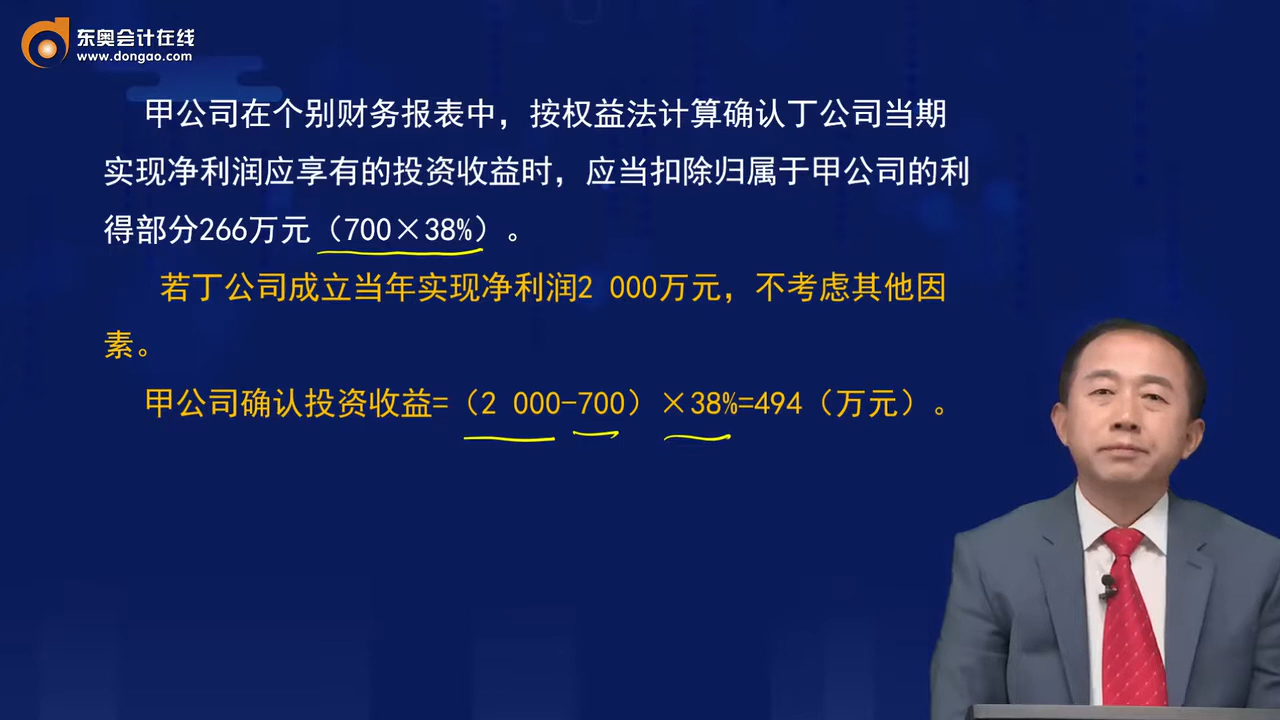 东奥会计在线
www.dongao.com
甲公司在个别财务报表中，按权益法计算确认丁公司当期
实现净利润应享有的投资收益时，应当扣除归属于甲公司的利
得部分266万元（700×38%）。
若丁公司成立当年实现净利润2 000万元，不考虑其他因
素。
甲公司确认投资收益=（2 000-700）×38%=494（万元）。